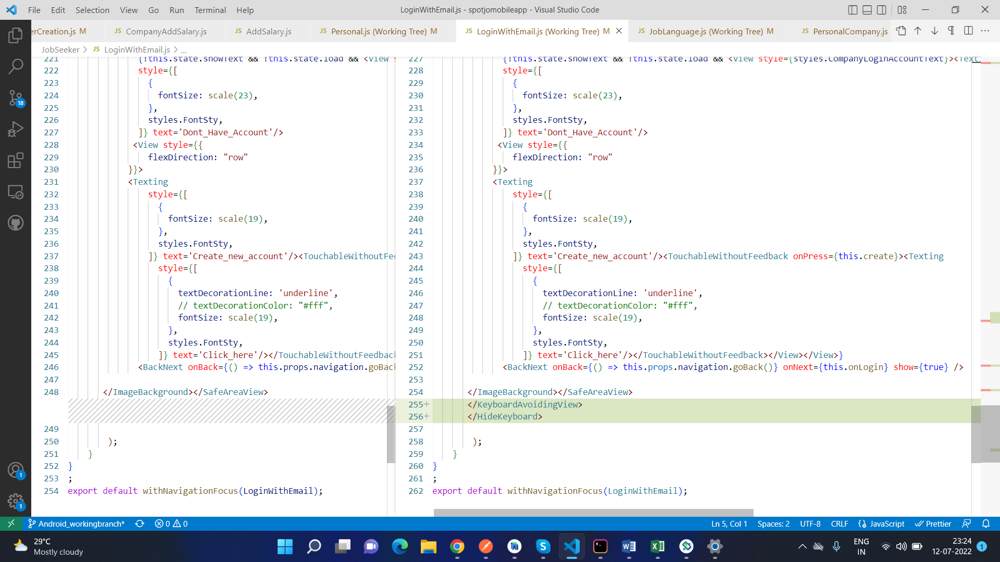 File Edit Selection View Go Run Terminal Help
LoginWithEmail.js - spotjomobileapp - Visual Studio Code
erCreation.js M
JS CompanyAddSalary.js
JS AddSalary.js
JS Personal.js (Working Tree) M
JS LoginWithEmail.js (Working Tree) M
JS JobLanguage.js (Working Tree) M
JS PersonalCompany.js
JobSeeker > JS LoginWithEmail.js > ...
221 {!this.state.showText && !this.state.load && <View s
222 style={[
223 {
224 fontSize: scale(23),
225 },
226 styles.FontSty,
227 ]} text='Dont_Have_Account'/>
228 <View style={{
229 flexDirection: "row"
230 }}>
231 <Texting
232 style={[
233 {
234 fontSize: scale(19),
235 },
236 styles.FontSty,
237 ]} text='Create_new_account'/><TouchableWithoutFee
238 style={[
239 {
240 textDecorationLine: 'underline',
241 // textDecorationColor: "#fff",
242 fontSize: scale(19),
243 },
244 styles.FontSty,
245 ]} text='Click_here'/></TouchableWithoutFeedback
246 <BackNext onBack={() => this.props.navigation.goBack
247
248 </ImageBackground></SafeAreaView>
249
250 );
251 }
252 }
253 ;
254 export default withNavigationFocus(LoginWithEmail);
227 {!this.state.showText && !this.state.load && <View style={styles.CompanyLoginAccountText}><Texti
228 style={[
229 {
230 fontSize: scale(23),
231 },
232 styles.FontSty,
233 ]} text='Dont_Have_Account'/>
234 <View style={{
235 flexDirection: "row"
236 }}>
237 <Texting
238 style={[
239 {
240 fontSize: scale(19),
241 },
242 styles.FontSty,
243 ]} text='Create_new_account'/><TouchableWithoutFeedback onPress={this.create}><Texting
244 style={[
245 {
246 textDecorationLine: 'underline',
247 // textDecorationColor: "#fff",
248 fontSize: scale(19),
249 },
250 styles.FontSty,
251 ]} text='Click_here'/></TouchableWithoutFeedback></View></View>}
252 <BackNext onBack={() => this.props.navigation.goBack()} onNext={this.onLogin} show={true} />
253
254 </ImageBackground></SafeAreaView>
255+ </KeyboardAvoidingView>
256+ </HideKeyboard>
257
258 );
259 }
260 }
261 ;
262 export default withNavigationFocus(LoginWithEmail);
18
1
1
Android_workingbranch* 0 0
Ln 5, Col 1 Spaces: 2 UTF-8 CRLF {} JavaScript Prettier
29°C
Mostly cloudy
ENG
IN
23:24
12-07-2022
1